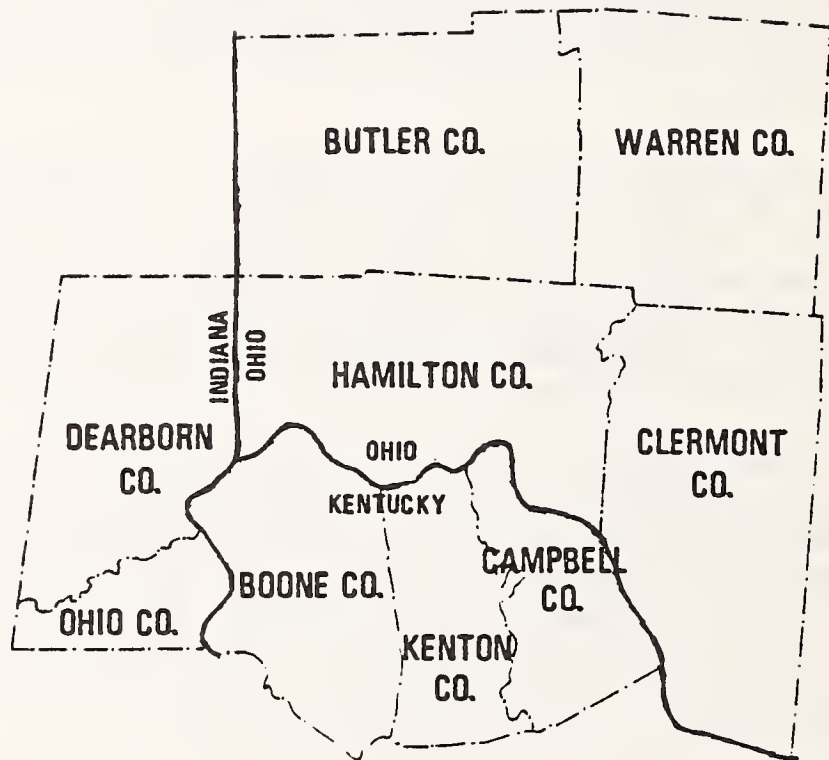 BUTLER CO.
WARREN CO.
INDIANA
OHIO
HAMILTON CO.
DEARBORN
CO.
OHIO
KENTUCKY
CLERMONT
CO.
BOONE CO.
CAMPBELL
CO.
OHIO CO.
KENTON
CO.